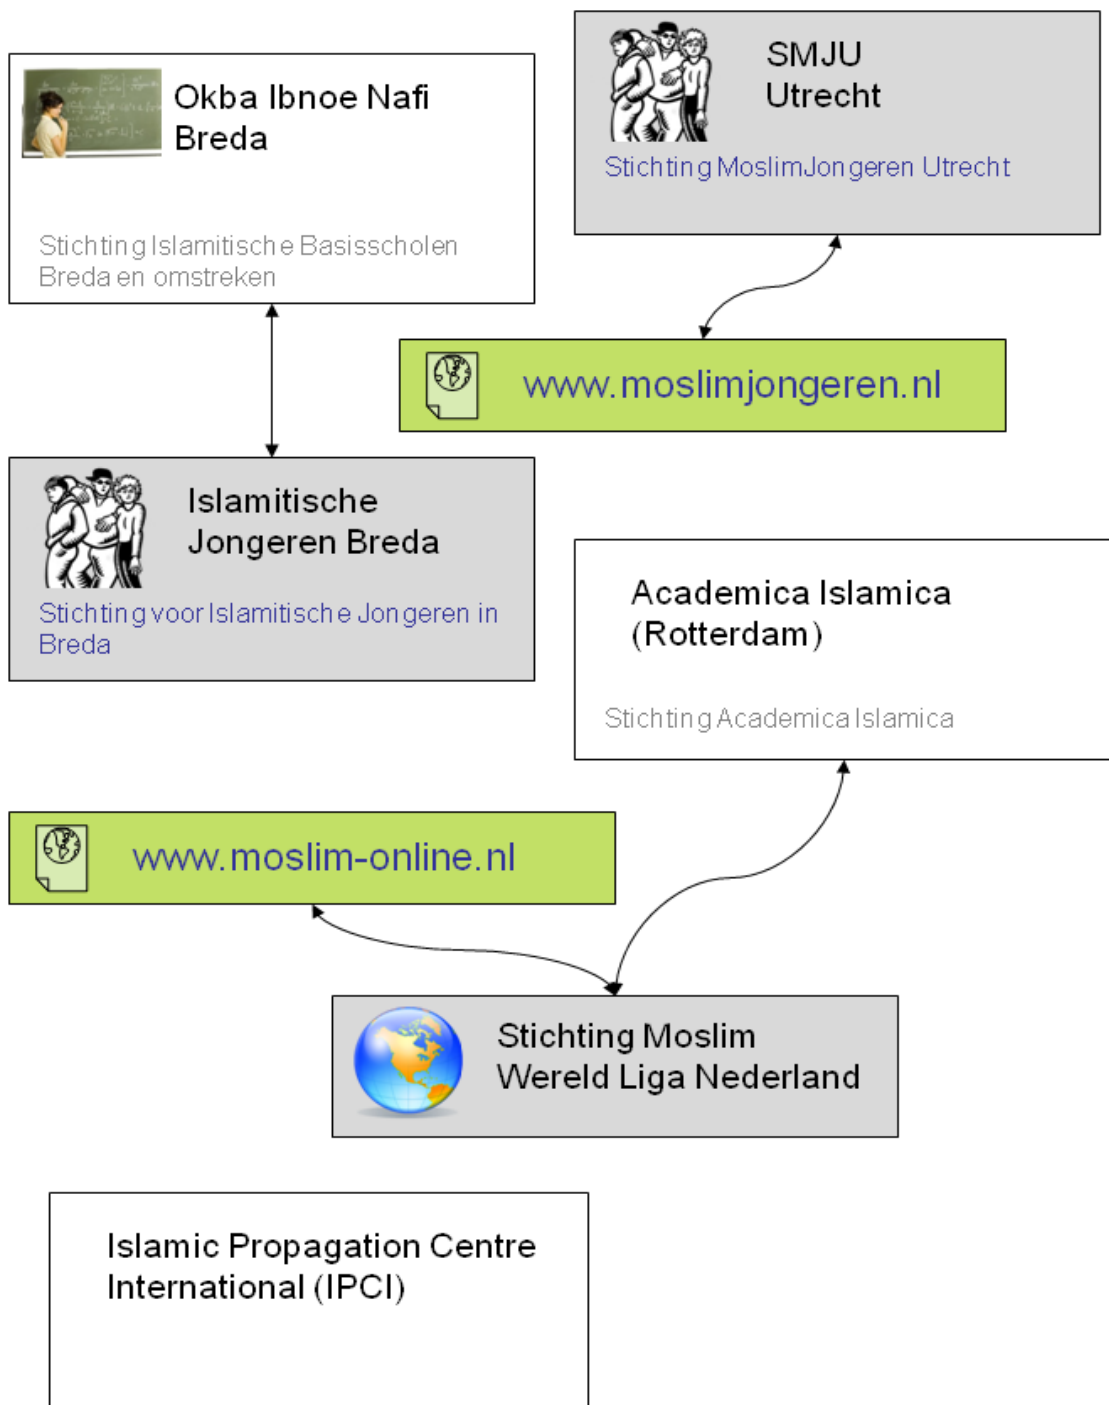 Okba Ibnoe Nafi
Breda
Stichting Islamitische Basisscholen
Breda en omstreken
SMJU
Utrecht
Stichting MoslimJongeren Utrecht
www.moslimjongeren.nl
Islamitische
Jongeren Breda
Stichting voor Islamitische Jongeren in
Breda
Academica Islamica
(Rotterdam)
Stichting Academica Islamica
www.moslim-online.nl
Stichting Moslim
Wereld Liga Nederland
Islamic Propagation Centre
International (IPCI)